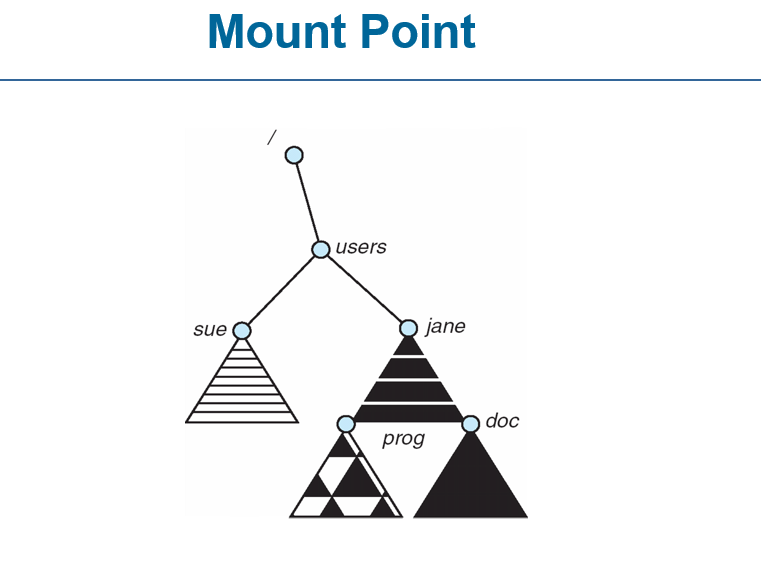 Mount Point
/
users
sue
jane
prog
doc